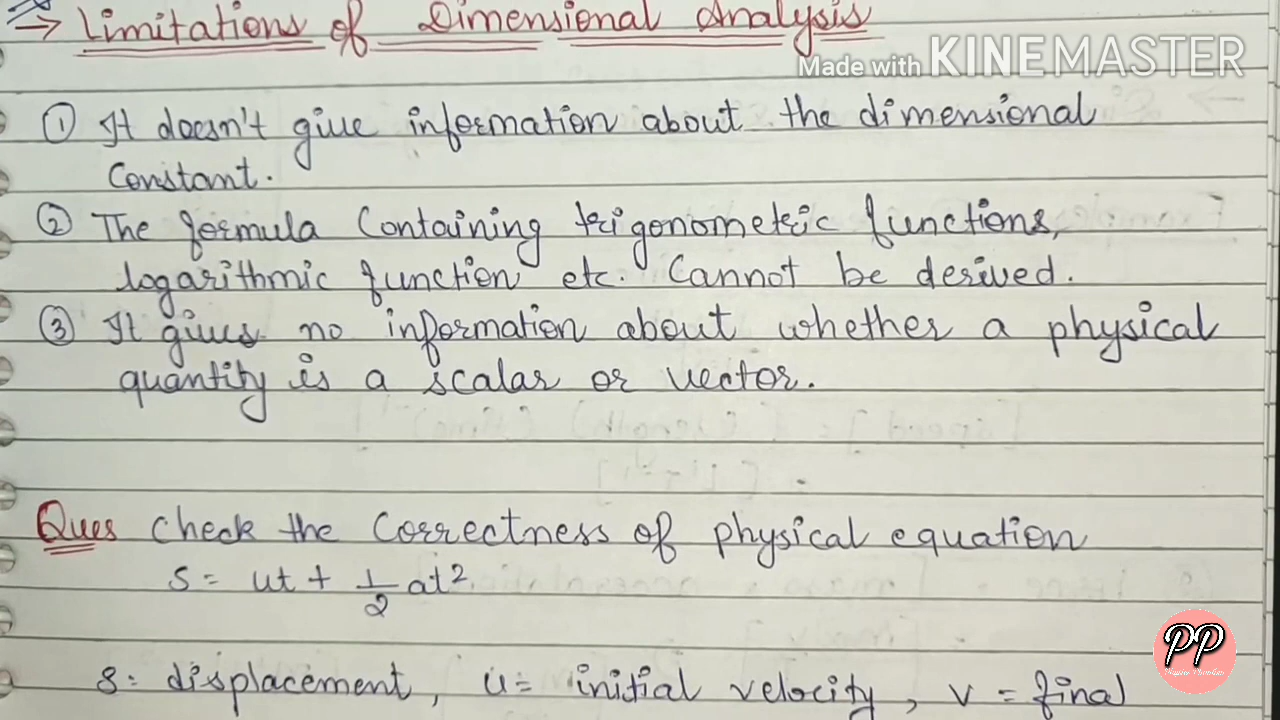 ⇒ Limitations of Dimensional Analysis
Made with KINEMASTER
① It doesn't give information about the dimensional
Constant.
② The formula Containing trigonometric functions,
logarithmic function etc. Cannot be derived.
③ It gives no information about whether a physical
quantity is a scalar or vector.
Ques Check the Correctness of physical equation
S = ut + 1/2 at²
PP
S = displacement, u = initial velocity, v = final